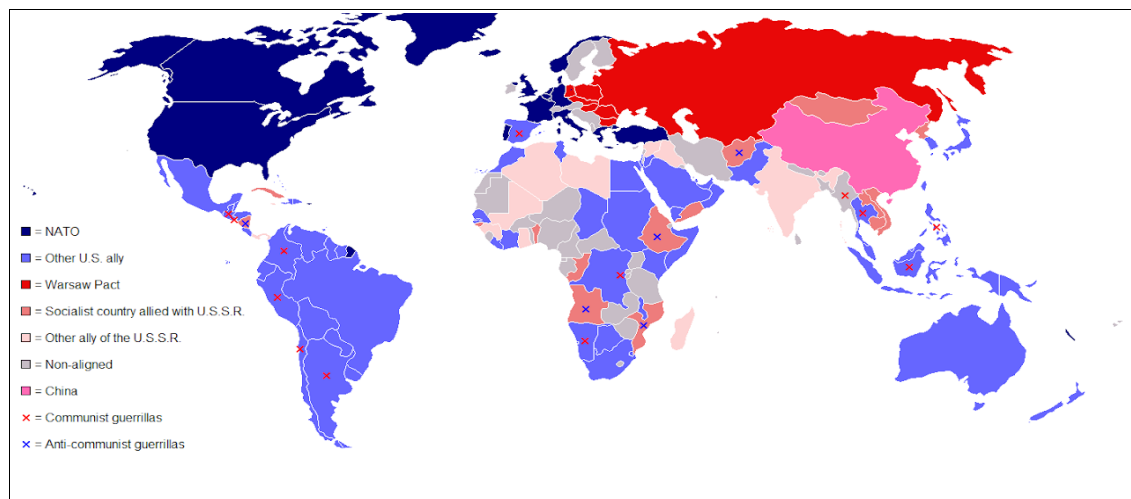 = NATO
= Other U.S. ally
= Warsaw Pact
= Socialist country allied with U.S.S.R.
= Other ally of the U.S.S.R.
= Non-aligned
= China
= Communist guerrillas
= Anti-communist guerrillas